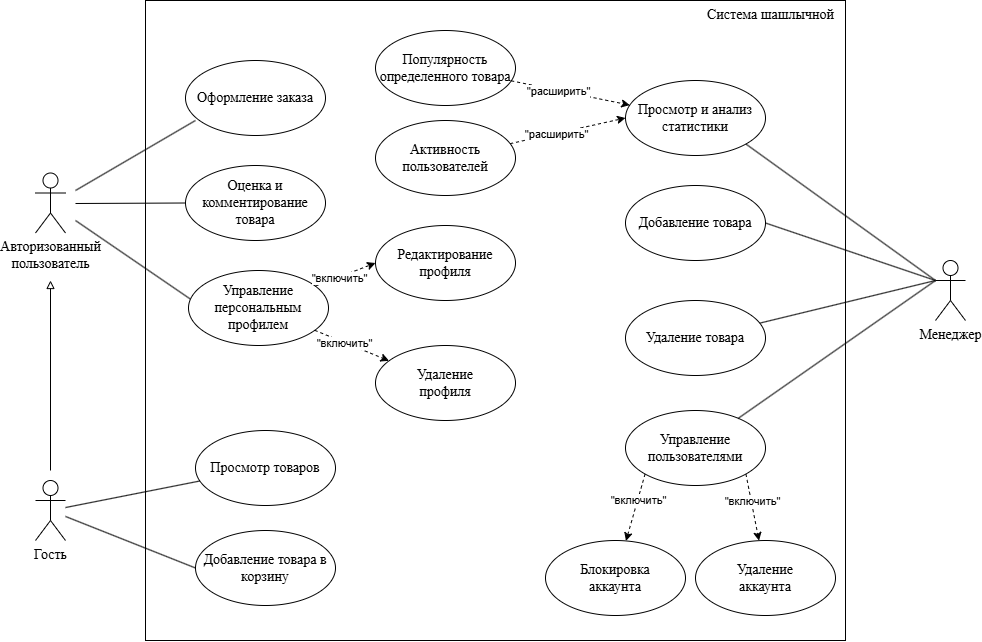 Система шашлычной
Популярность
определенного товара
"расширить"
Оформление заказа
Просмотр и анализ
статистики
"расширить"
Активность
пользователей
Оценка и
комментирование
товара
Добавление товара
Авторизованный
пользователь
Редактирование
профиля
"включить"
Управление
персональным
профилем
"включить"
Удаление товара
Менеджер
Удаление
профиля
Управление
пользователями
Просмотр товаров
"включить"
"включить"
Гость
Добавление товара в
корзину
Блокировка
аккаунта
Удаление
аккаунта